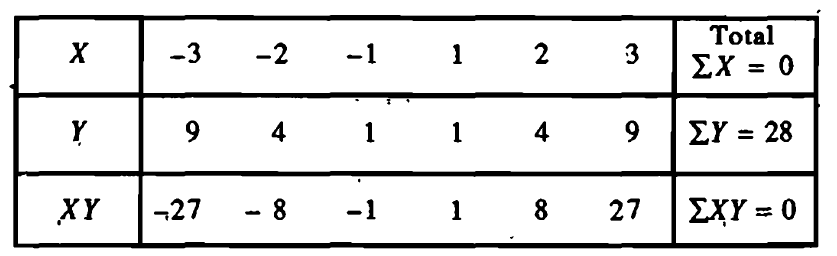 X -3 -2 -1 1 2 3 Total ΣX = 0
Y 9 4 1 1 4 9 ΣY = 28
XY -27 - 8 -1 1 8 27 ΣXY = 0